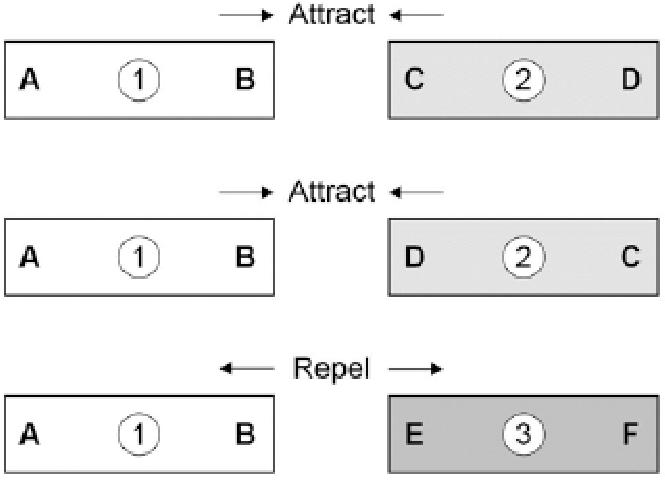 Attract
A 1 B C 2 D
Attract
A 1 B D 2 C
Repel
A 1 B E 3 F